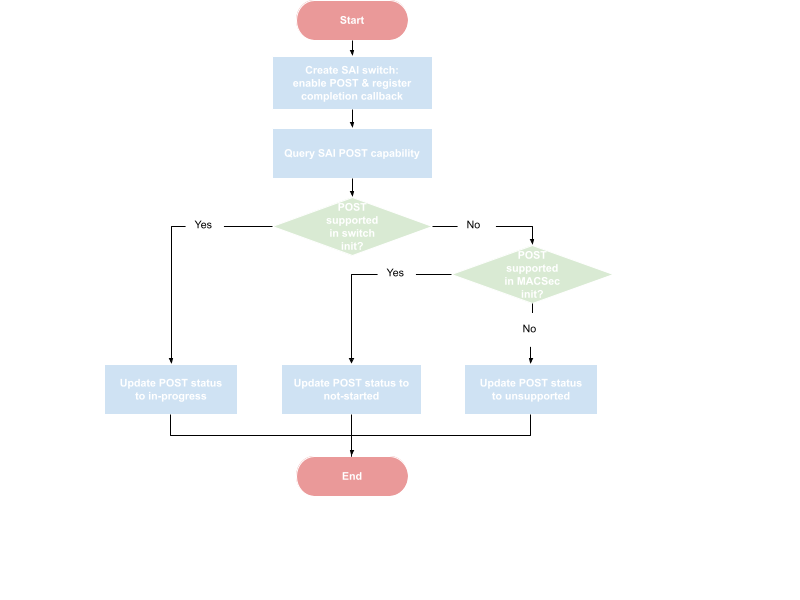 Start
Create SAI switch:
enable POST & register
completion callback
Query SAI POST capability
POST
supported
in switch
init?
Yes
No
POST
supported
in MACSec
init?
Yes
No
Update POST status
to in-progress
Update POST status to
not-started
Update POST status
to unsupported
End